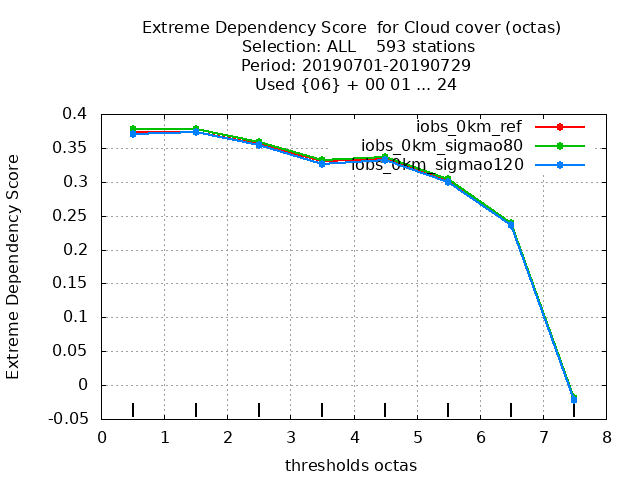 Extreme Dependency Score  for Cloud cover (octas)
Selection: ALL    593 stations
Period: 20190701-20190729
Used {06} + 00 01 ... 24
iobs_0km_ref
iobs_0km_sigmao80
iobs_0km_sigmao120
Extreme Dependency Score
0.4
0.35
0.3
0.25
0.2
0.15
0.1
0.05
0
-0.05
0 1 2 3 4 5 6 7 8
thresholds octas